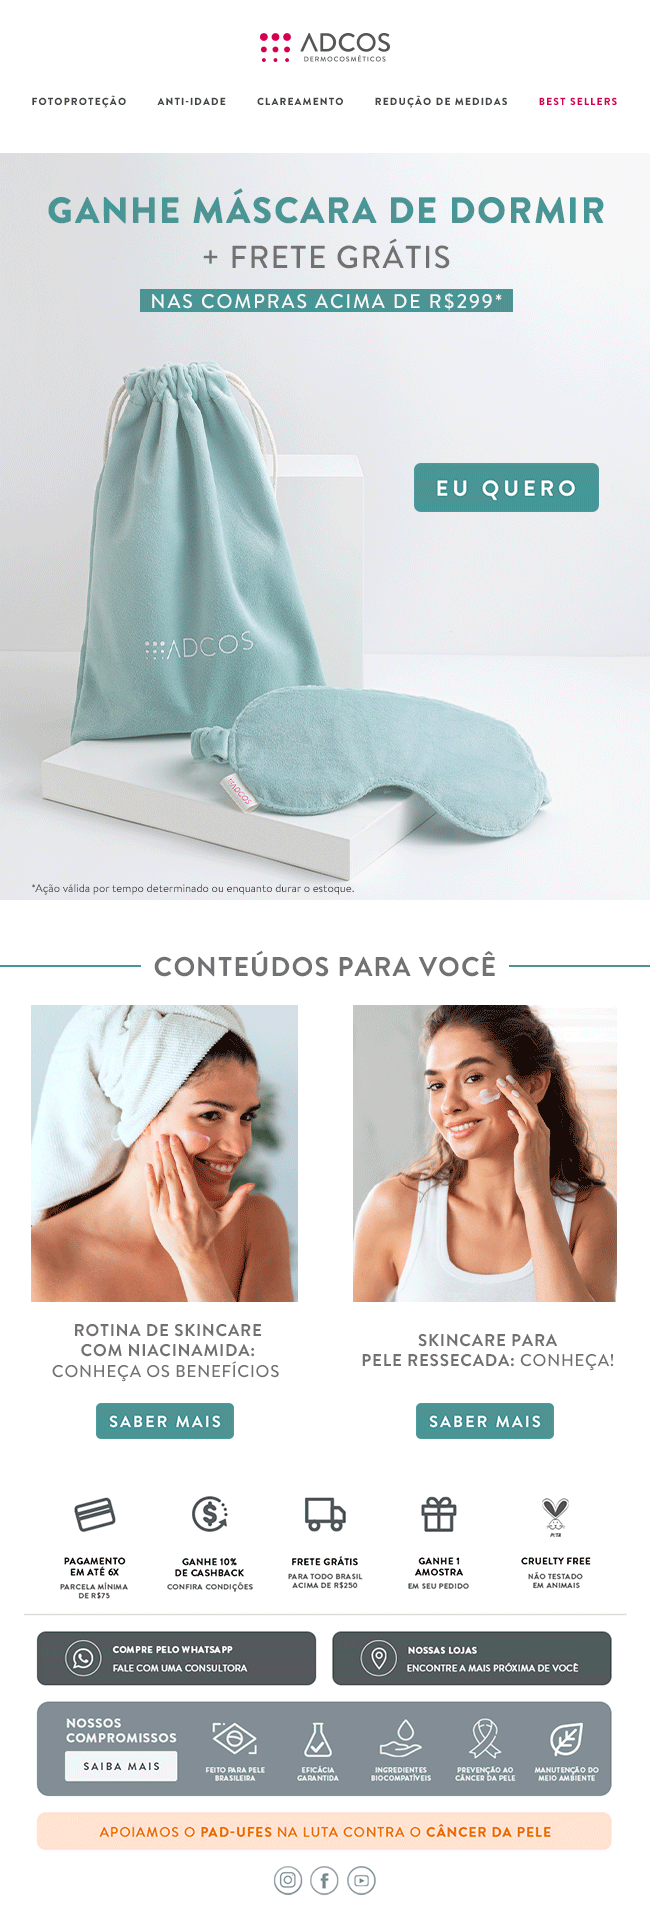 ADCOS
DERMOCOSMÉTICOS
FOTOPROTEÇÃO ANTI-IDADE CLAREAMENTO REDUÇÃO DE MEDIDAS BEST SELLERS
GANHE MÁSCARA DE DORMIR
+ FRETE GRÁTIS
NAS COMPRAS ACIMA DE R$299*
EU QUERO
ADCOS
ADCOS
*Ação válida por tempo determinado ou enquanto durar o estoque.
CONTEÚDOS PARA VOCÊ
ROTINA DE SKINCARE
COM NIACINAMIDA:
CONHEÇA OS BENEFÍCIOS
SABER MAIS
SKINCARE PARA
PELE RESSECADA: CONHEÇA!
SABER MAIS
PAGAMENTO
EM ATÉ 6X
PARCELA MÍNIMA
DE R$75
GANHE 10%
DE CASHBACK
CONFIRA CONDIÇÕES
FRETE GRÁTIS
PARA TODO BRASIL
ACIMA DE R$250
GANHE 1
AMOSTRA
EM SEU PEDIDO
PETA
CRUELTY FREE
NÃO TESTADO
EM ANIMAIS
COMPRE PELO WHATSAPP
FALE COM UMA CONSULTORA
NOSSAS LOJAS
ENCONTRE A MAIS PRÓXIMA DE VOCÊ
NOSSOS
COMPROMISSOS
SAIBA MAIS
FEITO PARA PELE
BRASILEIRA
EFICÁCIA
GARANTIDA
INGREDIENTES
BIOCOMPATÍVEIS
PREVENÇÃO AO
CÂNCER DA PELE
MANUTENÇÃO DO
MEIO AMBIENTE
APOIAMOS O PAD-UFES NA LUTA CONTRA O CÂNCER DA PELE